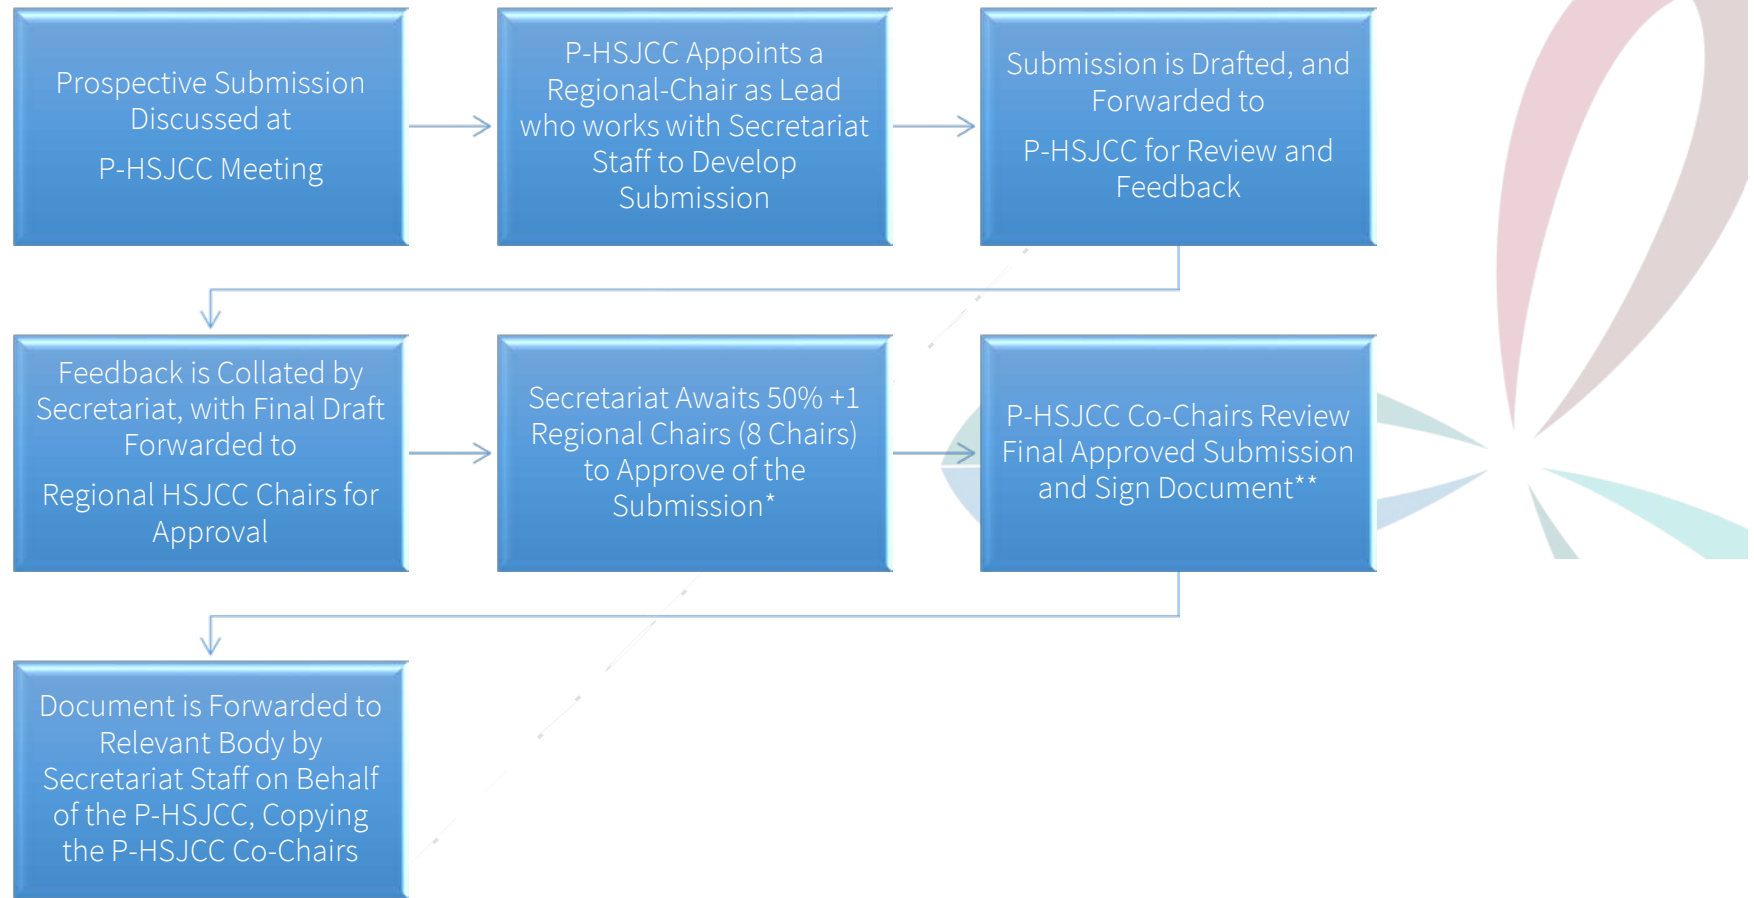 Prospective Submission
Discussed at
P-HSJCC Meeting
P-HSJCC Appoints a
Regional-Chair as Lead
who works with Secretariat
Staff to Develop
Submission
Submission is Drafted, and
Forwarded to
P-HSJCC for Review and
Feedback
Feedback is Collated by
Secretariat, with Final Draft
Forwarded to
Regional HSJCC Chairs for
Approval
Secretariat Awaits 50% +1
Regional Chairs (8 Chairs)
to Approve of the
Submission*
P-HSJCC Co-Chairs Review
Final Approved Submission
and Sign Document**
Document is Forwarded to
Relevant Body by
Secretariat Staff on Behalf
of the P-HSJCC, Copying
the P-HSJCC Co-Chairs